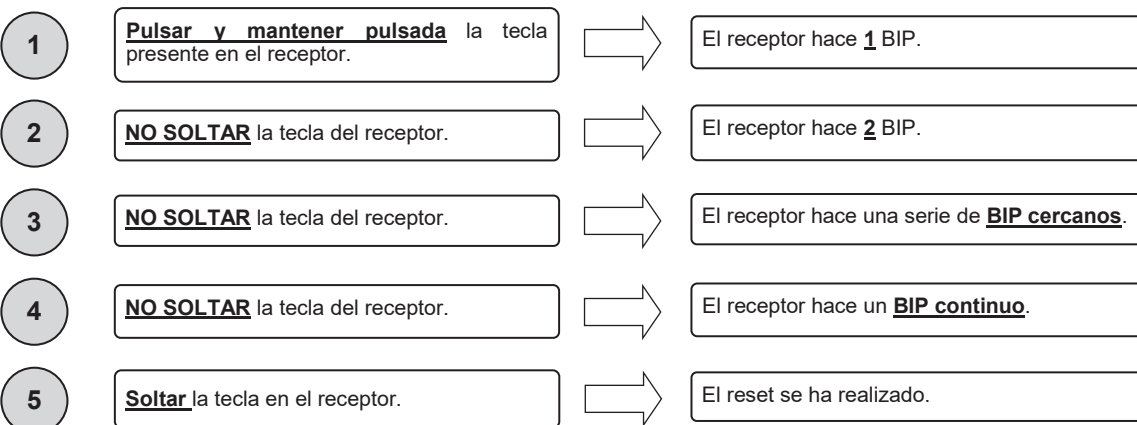 1
Pulsar y mantener pulsada la tecla
presente en el receptor.
El receptor hace 1 BIP.
2
NO SOLTAR la tecla del receptor.
El receptor hace 2 BIP.
3
NO SOLTAR la tecla del receptor.
El receptor hace una serie de BIP cercanos.
4
NO SOLTAR la tecla del receptor.
El receptor hace un BIP continuo.
5
Soltar la tecla en el receptor.
El reset se ha realizado.